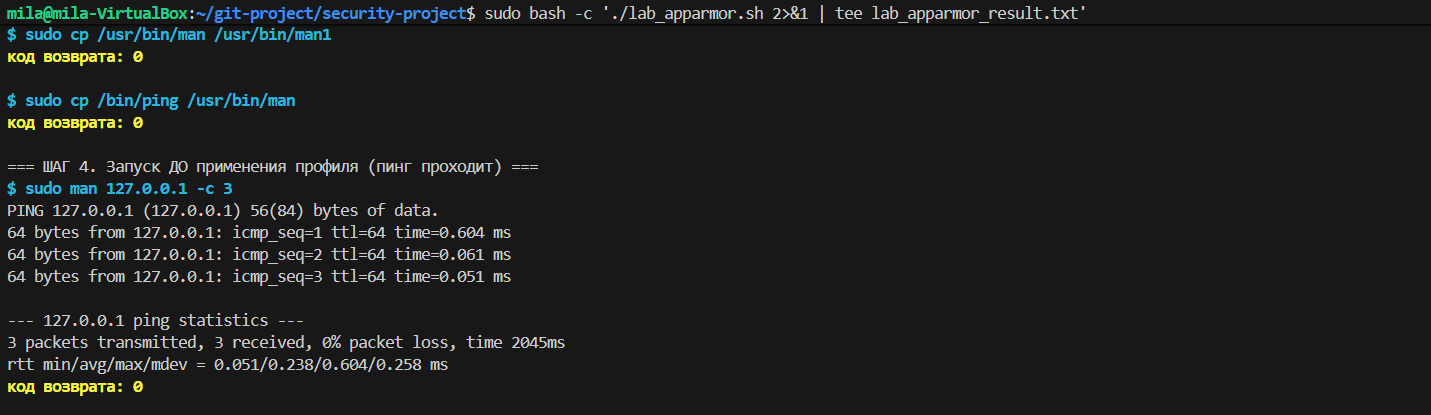 mila@mila-VirtualBox:~/git-project/security-project$ sudo bash -c './lab_apparmor.sh 2>&1 | tee lab_apparmor_result.txt'
$ sudo cp /usr/bin/man /usr/bin/man1
код возврата: 0
$ sudo cp /bin/ping /usr/bin/man
код возврата: 0
=== ШАГ 4. Запуск ДО применения профиля (пинг проходит) ===
$ sudo man 127.0.0.1 -c 3
PING 127.0.0.1 (127.0.0.1) 56(84) bytes of data.
64 bytes from 127.0.0.1: icmp_seq=1 ttl=64 time=0.604 ms
64 bytes from 127.0.0.1: icmp_seq=2 ttl=64 time=0.061 ms
64 bytes from 127.0.0.1: icmp_seq=3 ttl=64 time=0.051 ms
--- 127.0.0.1 ping statistics ---
3 packets transmitted, 3 received, 0% packet loss, time 2045ms
rtt min/avg/max/mdev = 0.051/0.238/0.604/0.258 ms
код возврата: 0